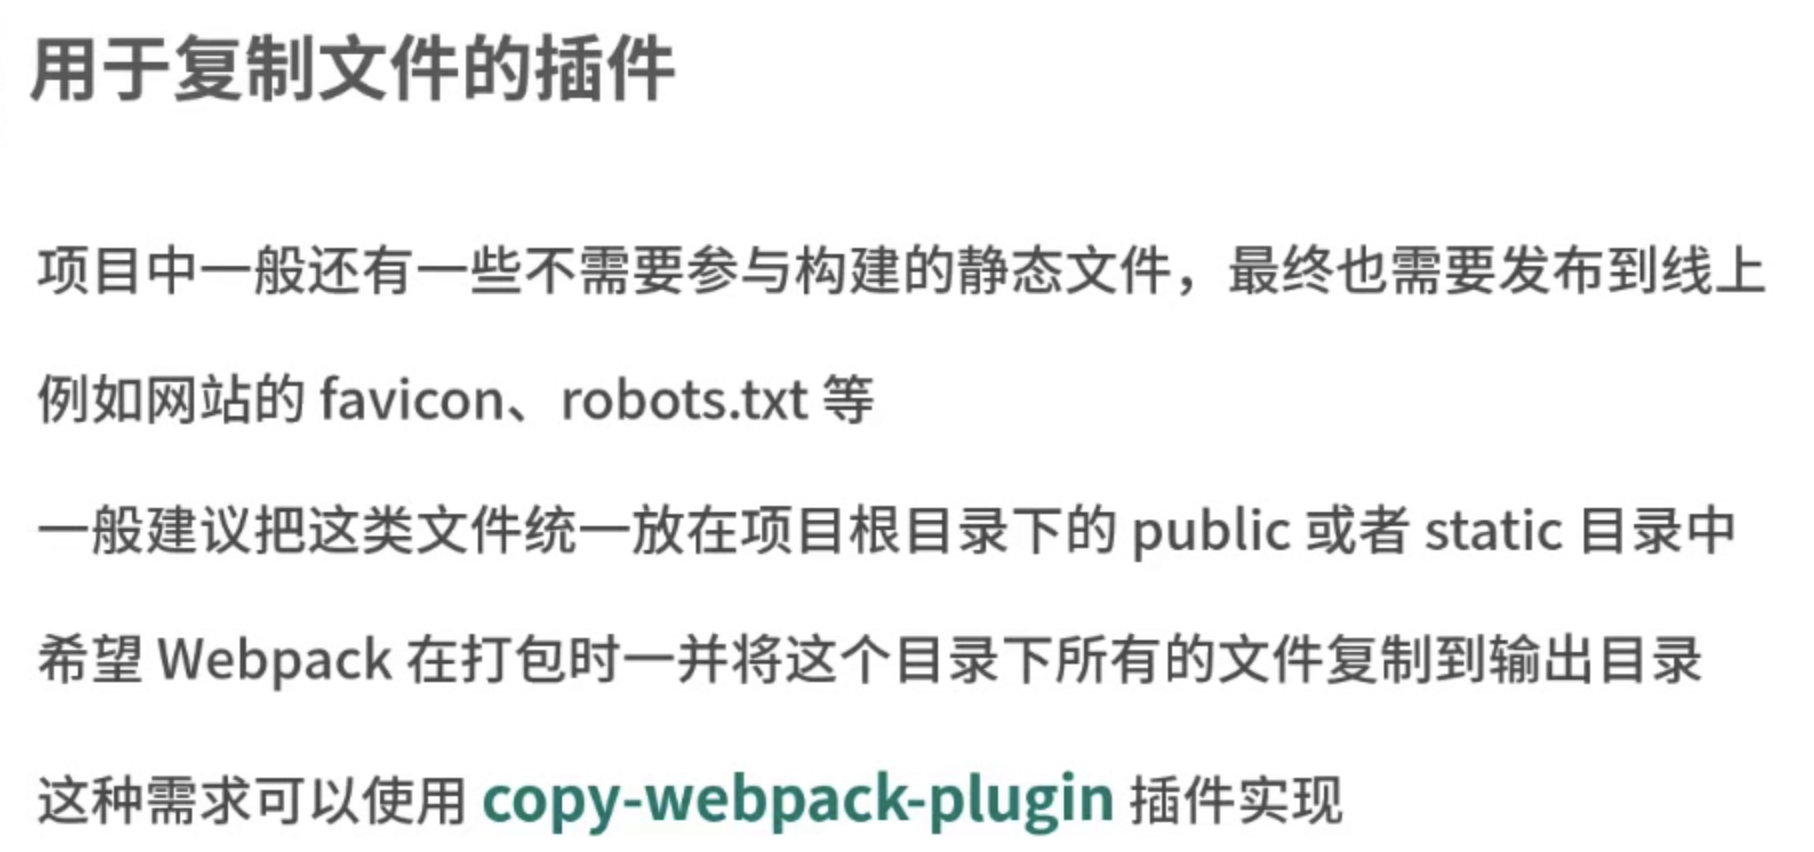 用于复制文件的插件
项目中一般还有一些不需要参与构建的静态文件，最终也需要发布到线上
例如网站的 favicon、robots.txt 等
一般建议把这类文件统一放在项目根目录下的 public 或者 static 目录中
希望 Webpack 在打包时一并将这个目录下所有的文件复制到输出目录
这种需求可以使用 copy-webpack-plugin 插件实现